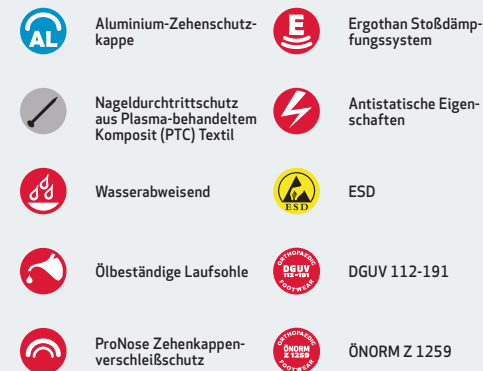 AL
Aluminium-Zehenschutz-
kappe
E
Ergothan Stoßdämp-
fungssystem
Nageldurchtrittschutz
aus Plasma-behandeltem
Komposit (PTC) Textil
Antistatische Eigen-
schaften
Wasserabweisend
ESD
ESD
Ölbeständige Laufsohle
ORTHOPAEDIC
DGUV
112-191
FOOTWEAR
DGUV 112-191
ProNose Zehenkappen-
verschleißschutz
ORTHOPAEDIC
ÖNORM
Z 1259
FOOTWEAR
ÖNORM Z 1259